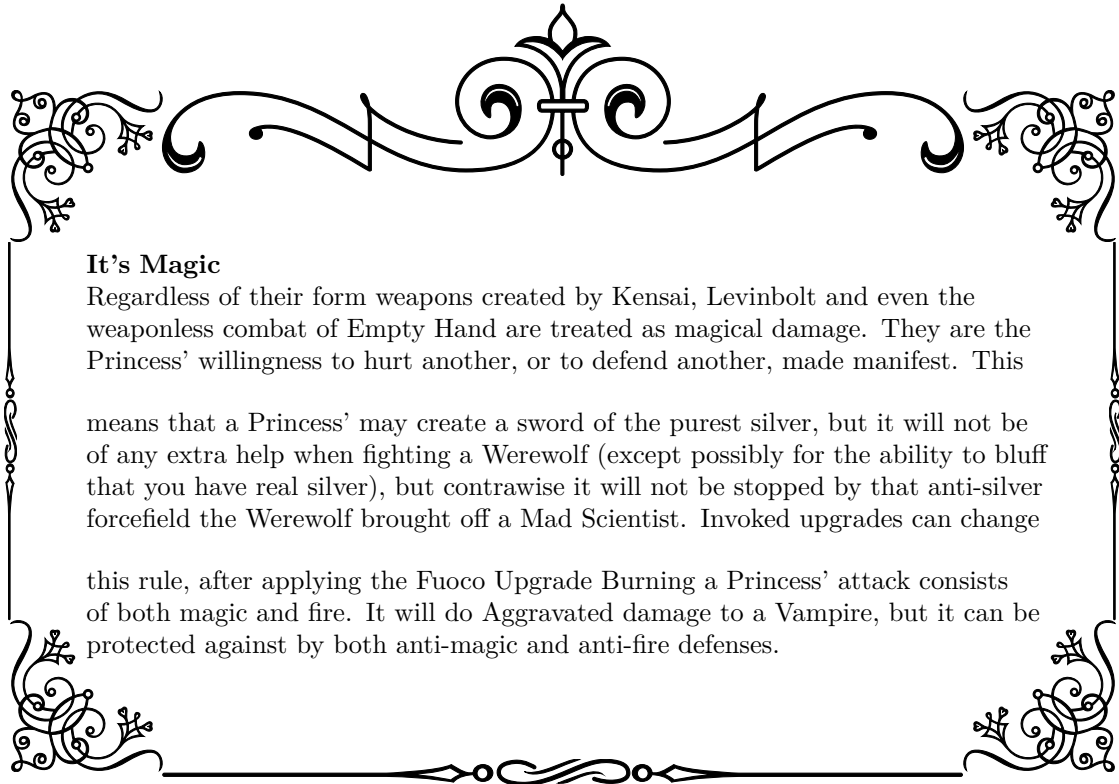 It's Magic
Regardless of their form weapons created by Kensai, Levinbolt and even the
weaponless combat of Empty Hand are treated as magical damage. They are the
Princess' willingness to hurt another, or to defend another, made manifest. This
means that a Princess' may create a sword of the purest silver, but it will not be
of any extra help when fighting a Werewolf (except possibly for the ability to bluff
that you have real silver), but contrawise it will not be stopped by that anti-silver
forcefield the Werewolf brought off a Mad Scientist. Invoked upgrades can change
this rule, after applying the Fuoco Upgrade Burning a Princess' attack consists
of both magic and fire. It will do Aggravated damage to a Vampire, but it can be
protected against by both anti-magic and anti-fire defenses.